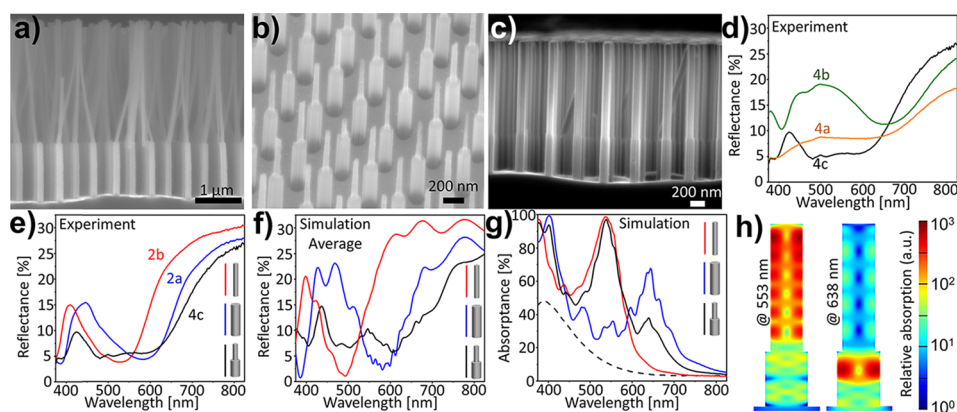 a)
1 µm
b)
200 nm
c)
200 nm
d)
Experiment
30
25
20
15
10
5
0
4b
4a
4c
Reflectance [%]
400 500 600 700 800
Wavelength [nm]
e)
Experiment
30
25
20
15
10
5
0
2b
2a
4c
Reflectance [%]
400 500 600 700 800
Wavelength [nm]
f)
Simulation
Average
30
25
20
15
10
5
0
Reflectance [%]
400 500 600 700 800
Wavelength [nm]
g)
Simulation
100
80
60
40
20
0
Absorptance [%]
400 500 600 700 800
Wavelength [nm]
h)
@ 553 nm
@ 638 nm
10³
10²
10¹
10⁰
Relative absorption (a.u.)